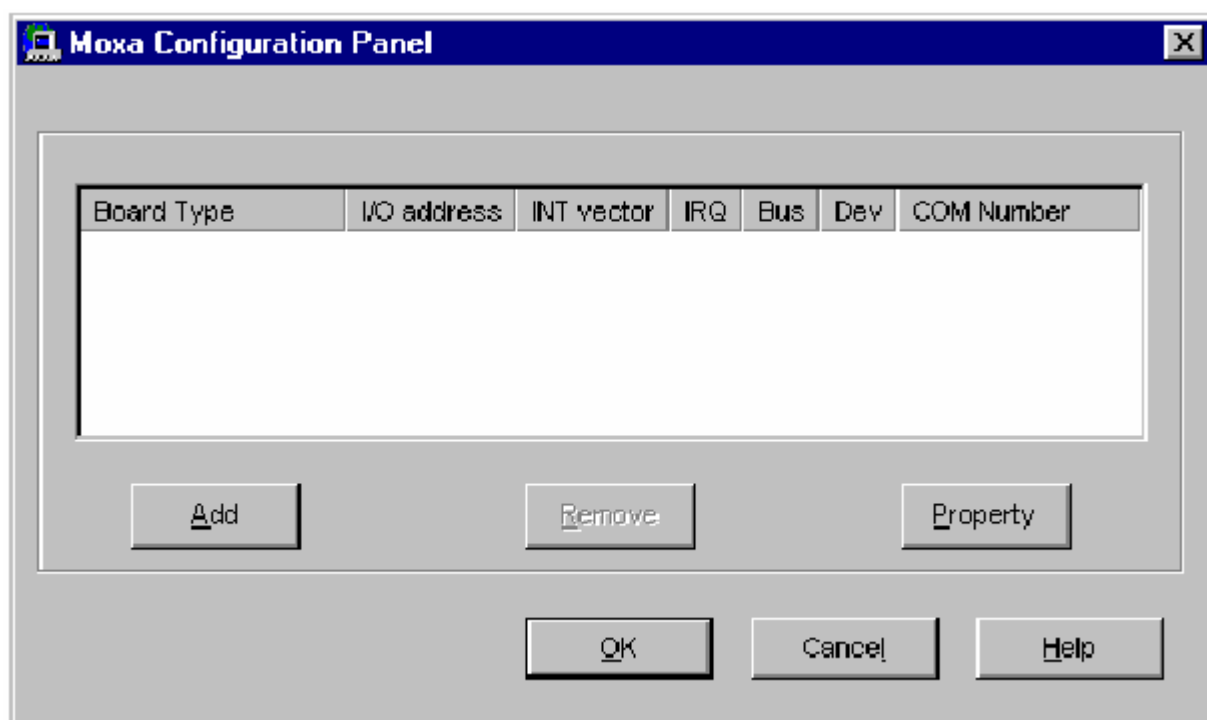 Moxa Configuration Panel
Board Type I/O address INT vector IRQ Bus Dev COM Number
Add Remove Property
OK Cancel Help